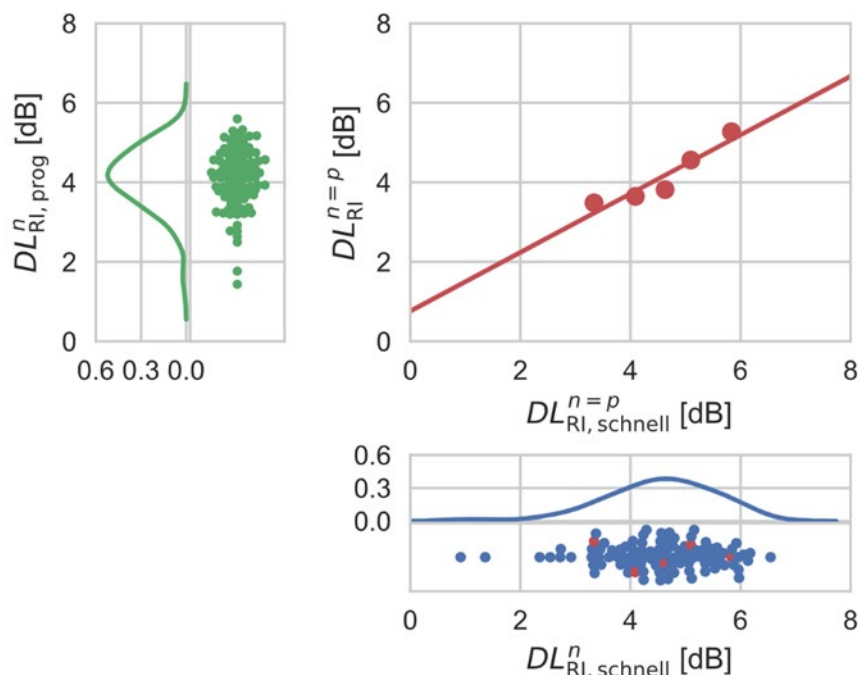 8
6
4
2
0
DL^n_RI, prog [dB]
0.6 0.3 0.0
8
6
4
2
0
DL^{n = p}_RI [dB]
0 2 4 6 8
DL^{n = p}_RI, schnell [dB]
0.6
0.3
0.0
0 2 4 6 8
DL^n_RI, schnell [dB]